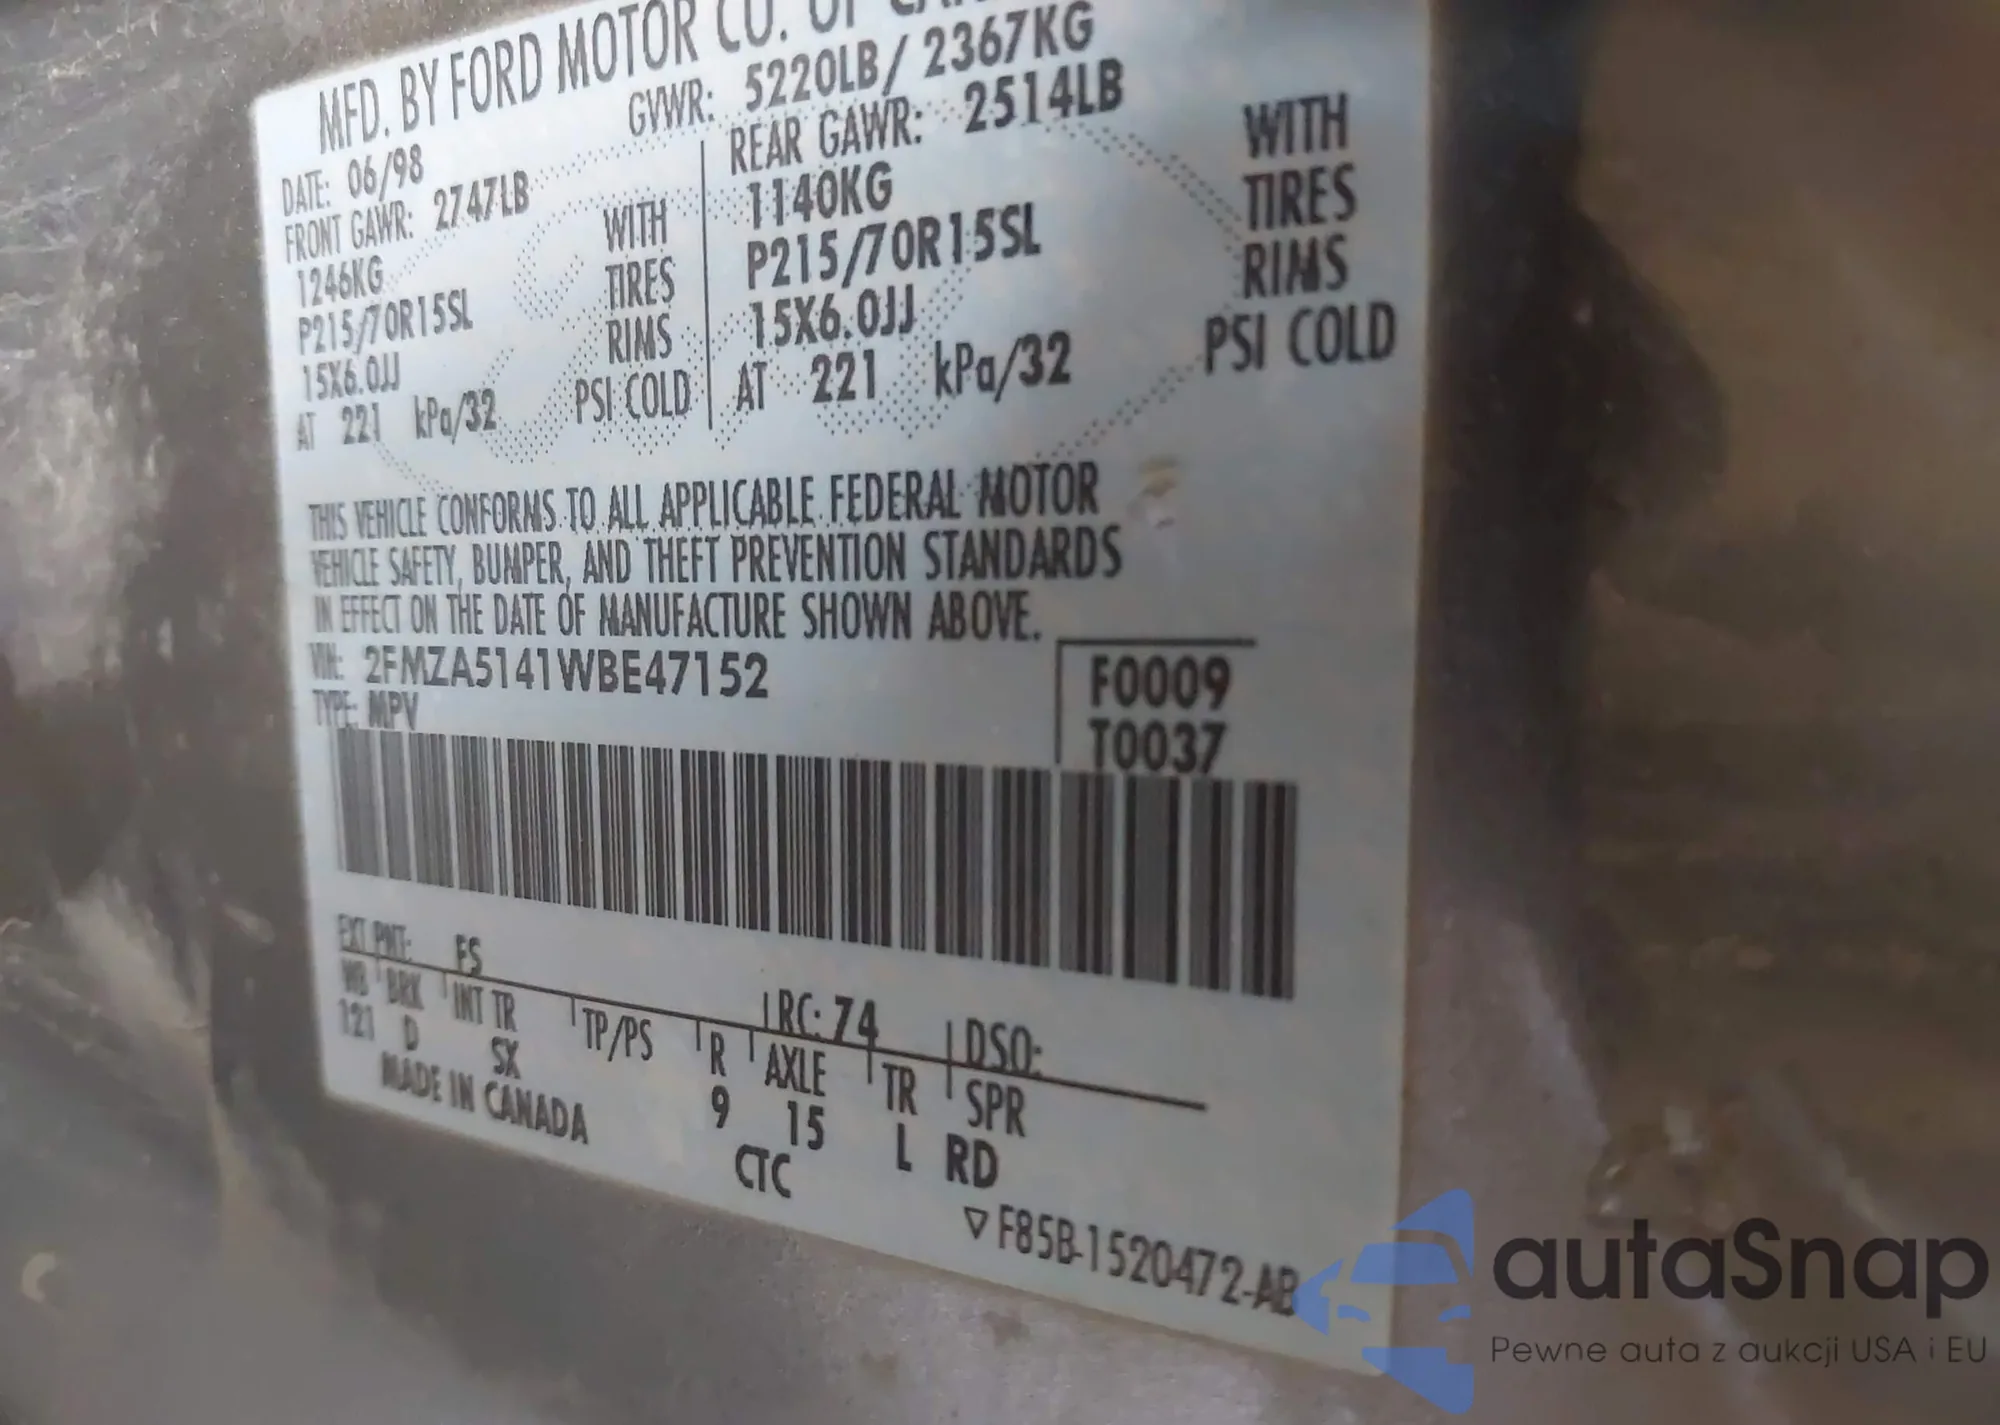 MFD. BY FORD MOTOR CO. OF
DATE: 06/98
GVWR: 5220LB/ 2367KG
FRONT GAWR: 2747LB
1246KG WITH
P215/70R15SL TIRES
15X6.0JJ RIMS
AT 221 kPa/32 PSI COLD
REAR GAWR: 2514LB
1140KG WITH
P215/70R15SL TIRES
15X6.0JJ RIMS
AT 221 kPa/32 PSI COLD
THIS VEHICLE CONFORMS TO ALL APPLICABLE FEDERAL MOTOR
VEHICLE SAFETY, BUMPER, AND THEFT PREVENTION STANDARDS
IN EFFECT ON THE DATE OF MANUFACTURE SHOWN ABOVE.
VIN: 2FMZA5141WBE47152
TYPE: MPV
F0009
T0037
EXT PNT: FS RC: 74 DSO:
WB BRK INT TR TP/PS R AXLE TR SPR
121 D SX 9 15 L RD
MADE IN CANADA CTC
▽ F85B-1520472-AB
autaSnap
Pewne auta z aukcji USA i EU